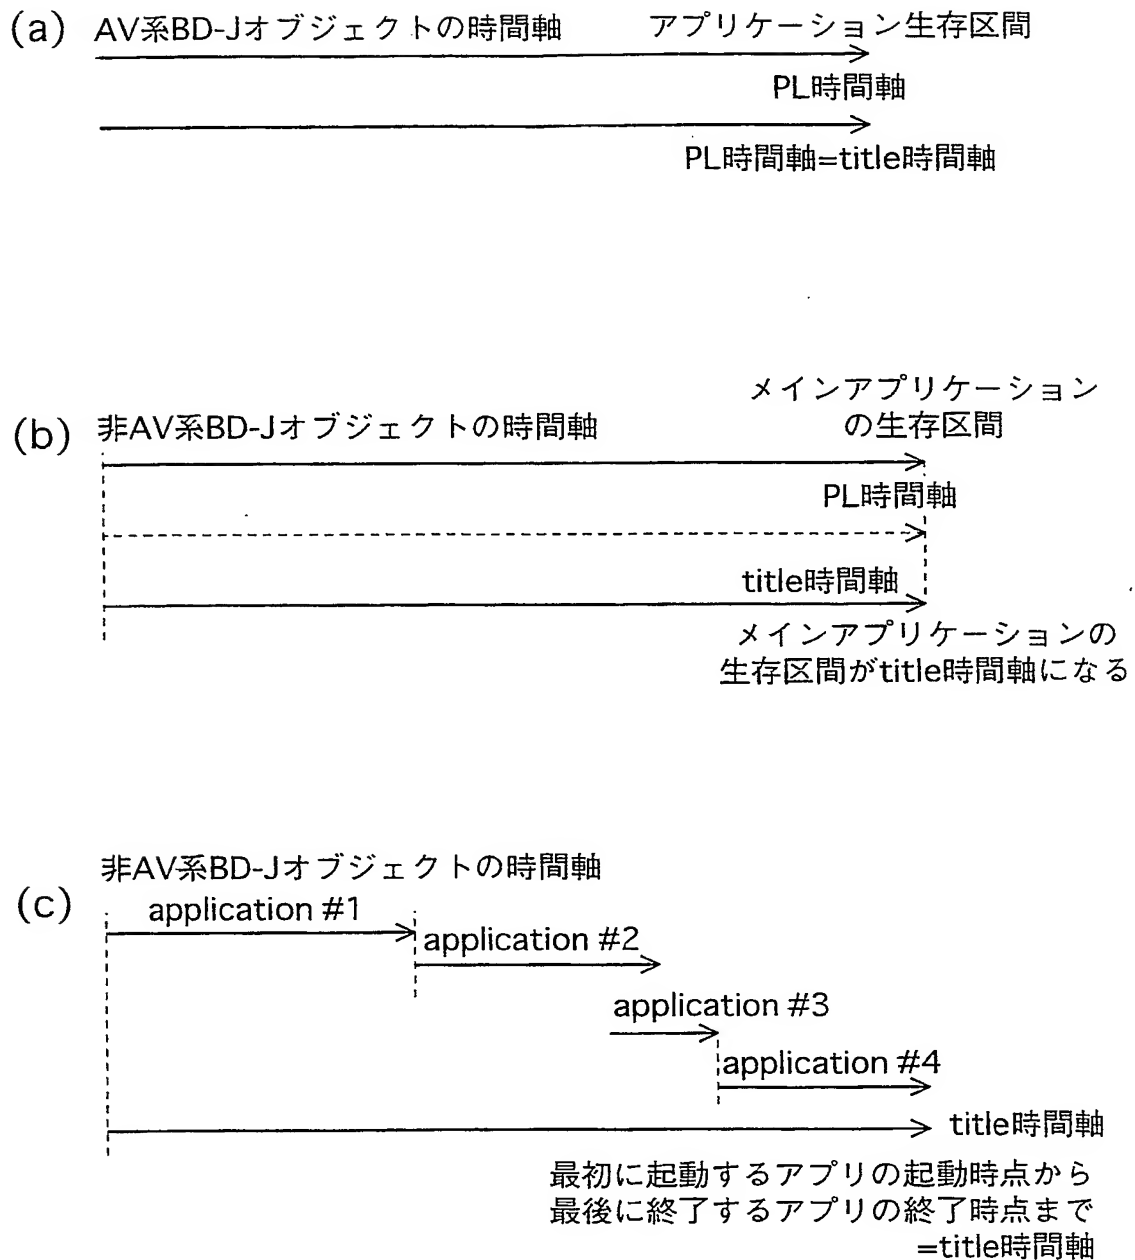 (a) AV系BD-Jオブジェクトの時間軸 アプリケーション生存区間
PL時間軸
PL時間軸=title時間軸
メインアプリケーション
の生存区間
(b) 非AV系BD-Jオブジェクトの時間軸
PL時間軸
title時間軸
メインアプリケーションの
生存区間がtitle時間軸になる
非AV系BD-Jオブジェクトの時間軸
(c) application #1
application #2
application #3
application #4
title時間軸
最初に起動するアプリの起動時点から
最後に終了するアプリの終了時点まで
=title時間軸